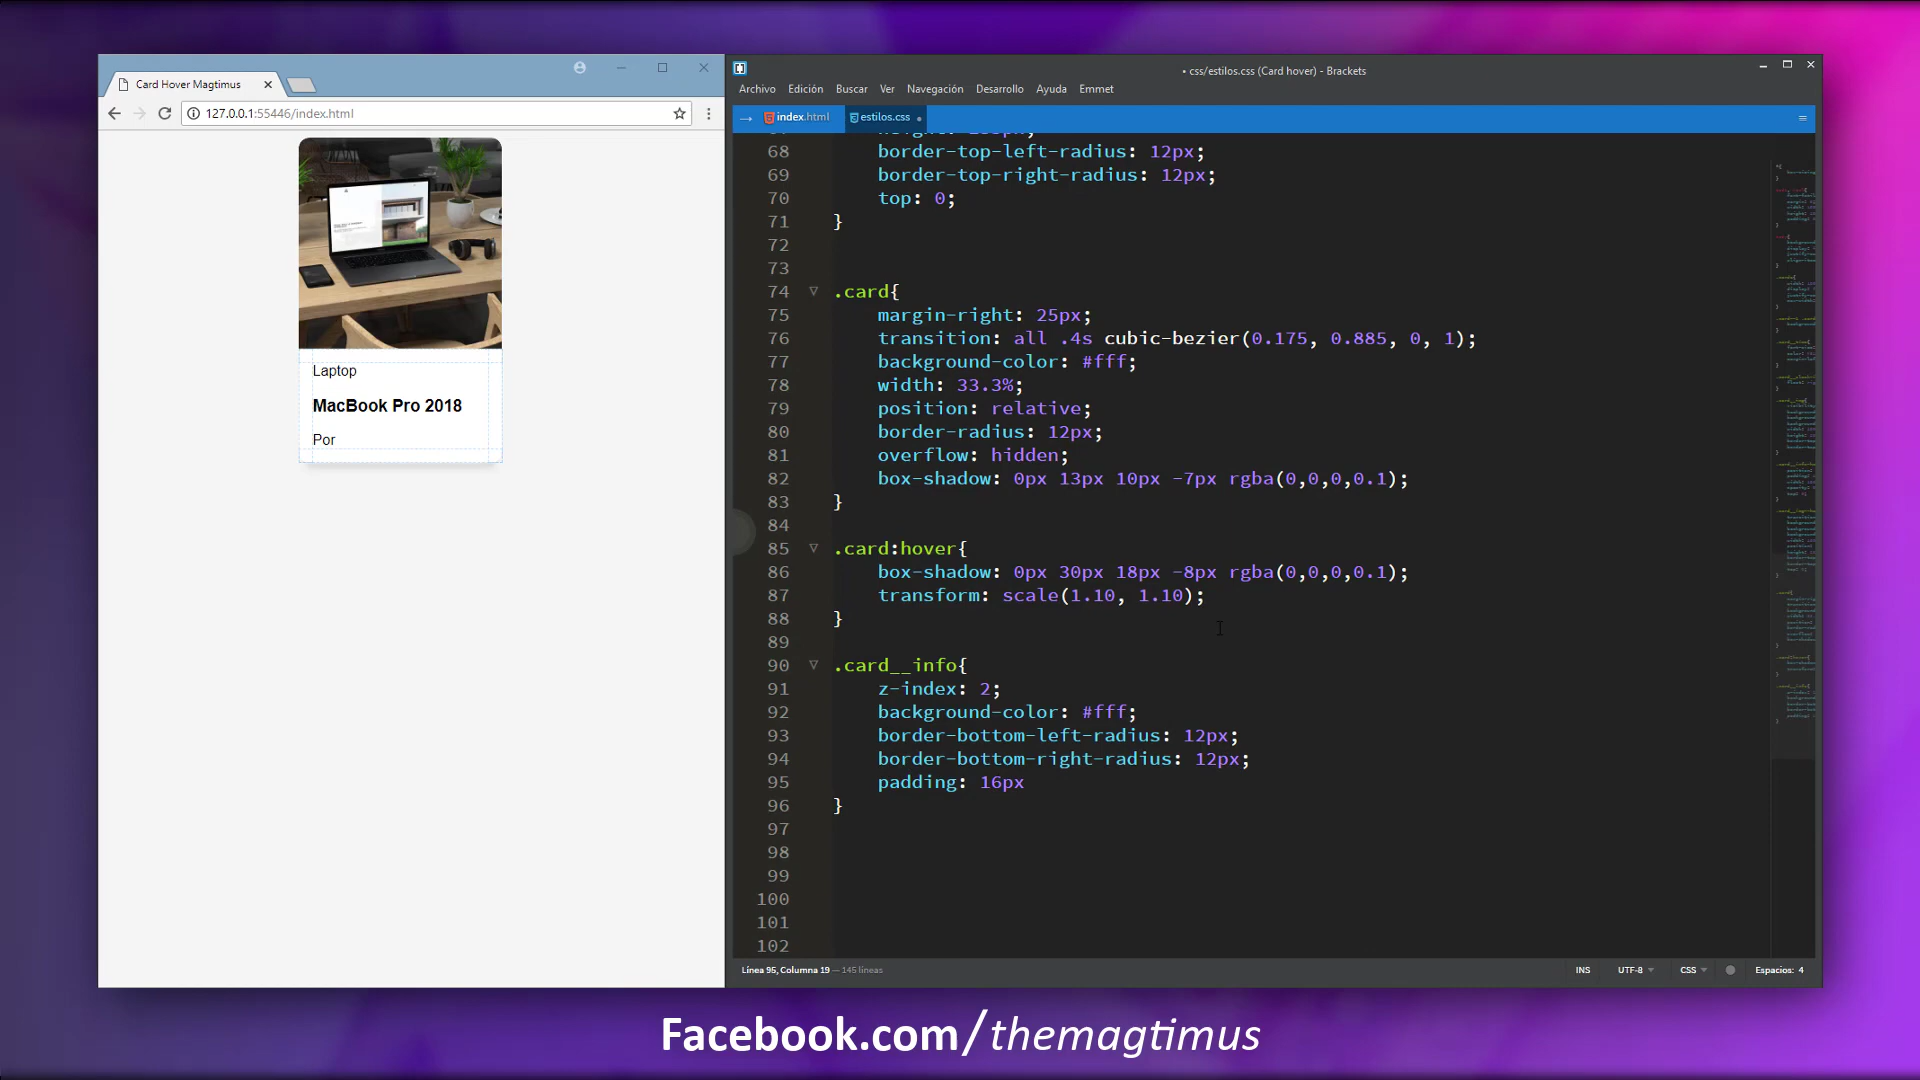 Card Hover Magtimus
127.0.0.1:55446/index.html
Laptop
MacBook Pro 2018
Por
• css/estilos.css (Card hover) - Brackets
Archivo Edición Buscar Ver Navegación Desarrollo Ayuda Emmet
index.html estilos.css
68 border-top-left-radius: 12px;
69 border-top-right-radius: 12px;
70 top: 0;
71 }
72
73
74 .card{
75 margin-right: 25px;
76 transition: all .4s cubic-bezier(0.175, 0.885, 0, 1);
77 background-color: #fff;
78 width: 33.3%;
79 position: relative;
80 border-radius: 12px;
81 overflow: hidden;
82 box-shadow: 0px 13px 10px -7px rgba(0,0,0,0.1);
83 }
84
85 .card:hover{
86 box-shadow: 0px 30px 18px -8px rgba(0,0,0,0.1);
87 transform: scale(1.10, 1.10);
88 }
89
90 .card__info{
91 z-index: 2;
92 background-color: #fff;
93 border-bottom-left-radius: 12px;
94 border-bottom-right-radius: 12px;
95 padding: 16px
96 }
97
98
99
100
101
102
Línea 95, Columna 19 — 145 líneas INS UTF-8 CSS Espacios: 4
Facebook.com/themagtimus